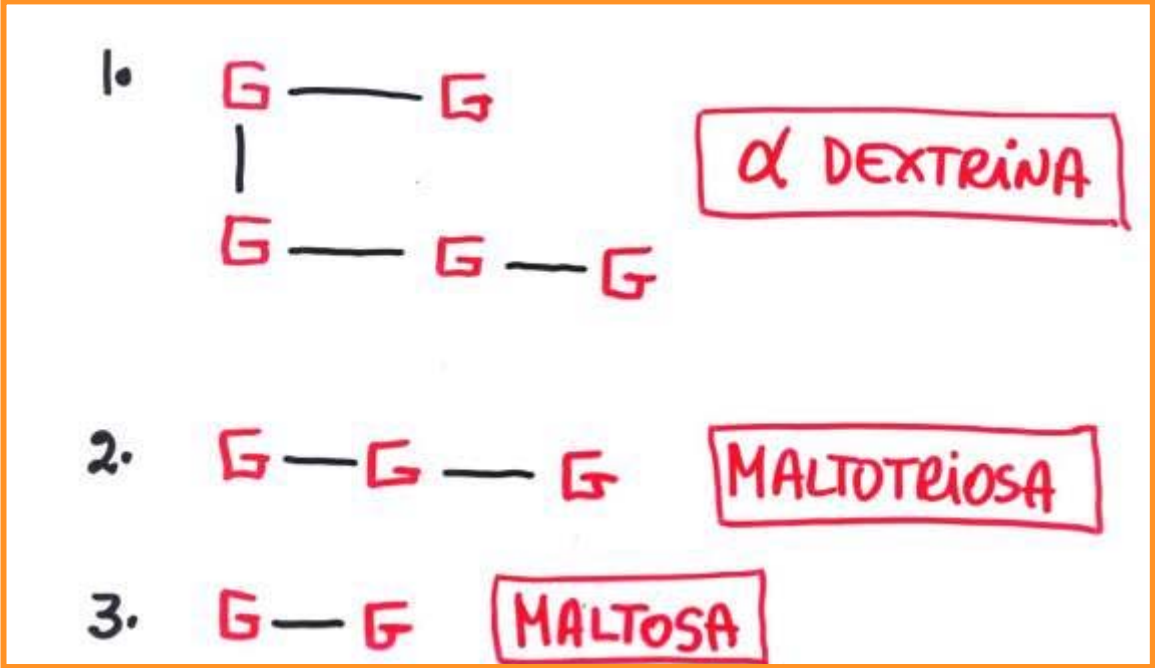 1. G — G
α DEXTRINA
G — G — G
2. G — G — G
MALTOTRIOSA
3. G — G
MALTOSA